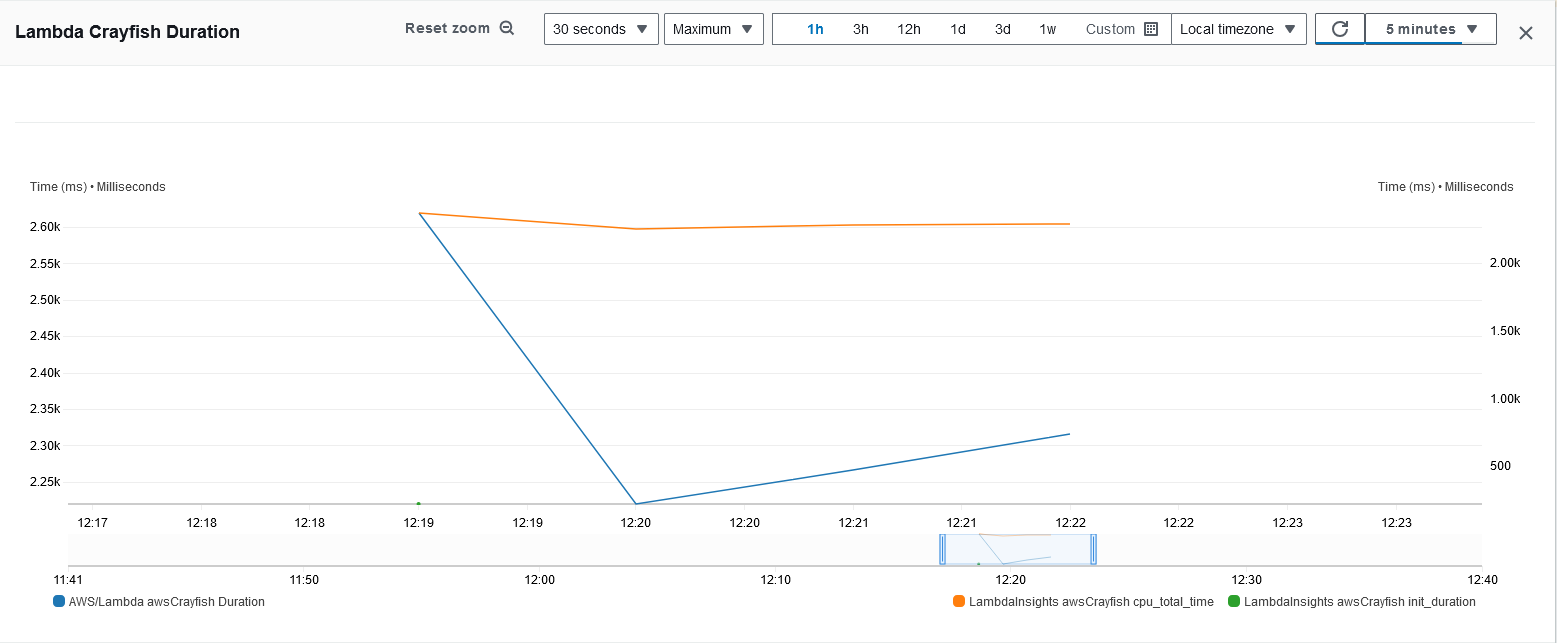 Lambda Crayfish Duration
Reset zoom
30 seconds
Maximum
1h 3h 12h 1d 3d 1w Custom
Local timezone
5 minutes
Time (ms) • Milliseconds
Time (ms) • Milliseconds
2.60k
2.55k
2.50k
2.45k
2.40k
2.35k
2.30k
2.25k
2.00k
1.50k
1.00k
500
12:17 12:18 12:18 12:19 12:19 12:20 12:20 12:21 12:21 12:22 12:22 12:23 12:23
11:41 11:50 12:00 12:10 12:20 12:30 12:40
AWS/Lambda awsCrayfish Duration
LambdaInsights awsCrayfish cpu_total_time
LambdaInsights awsCrayfish init_duration